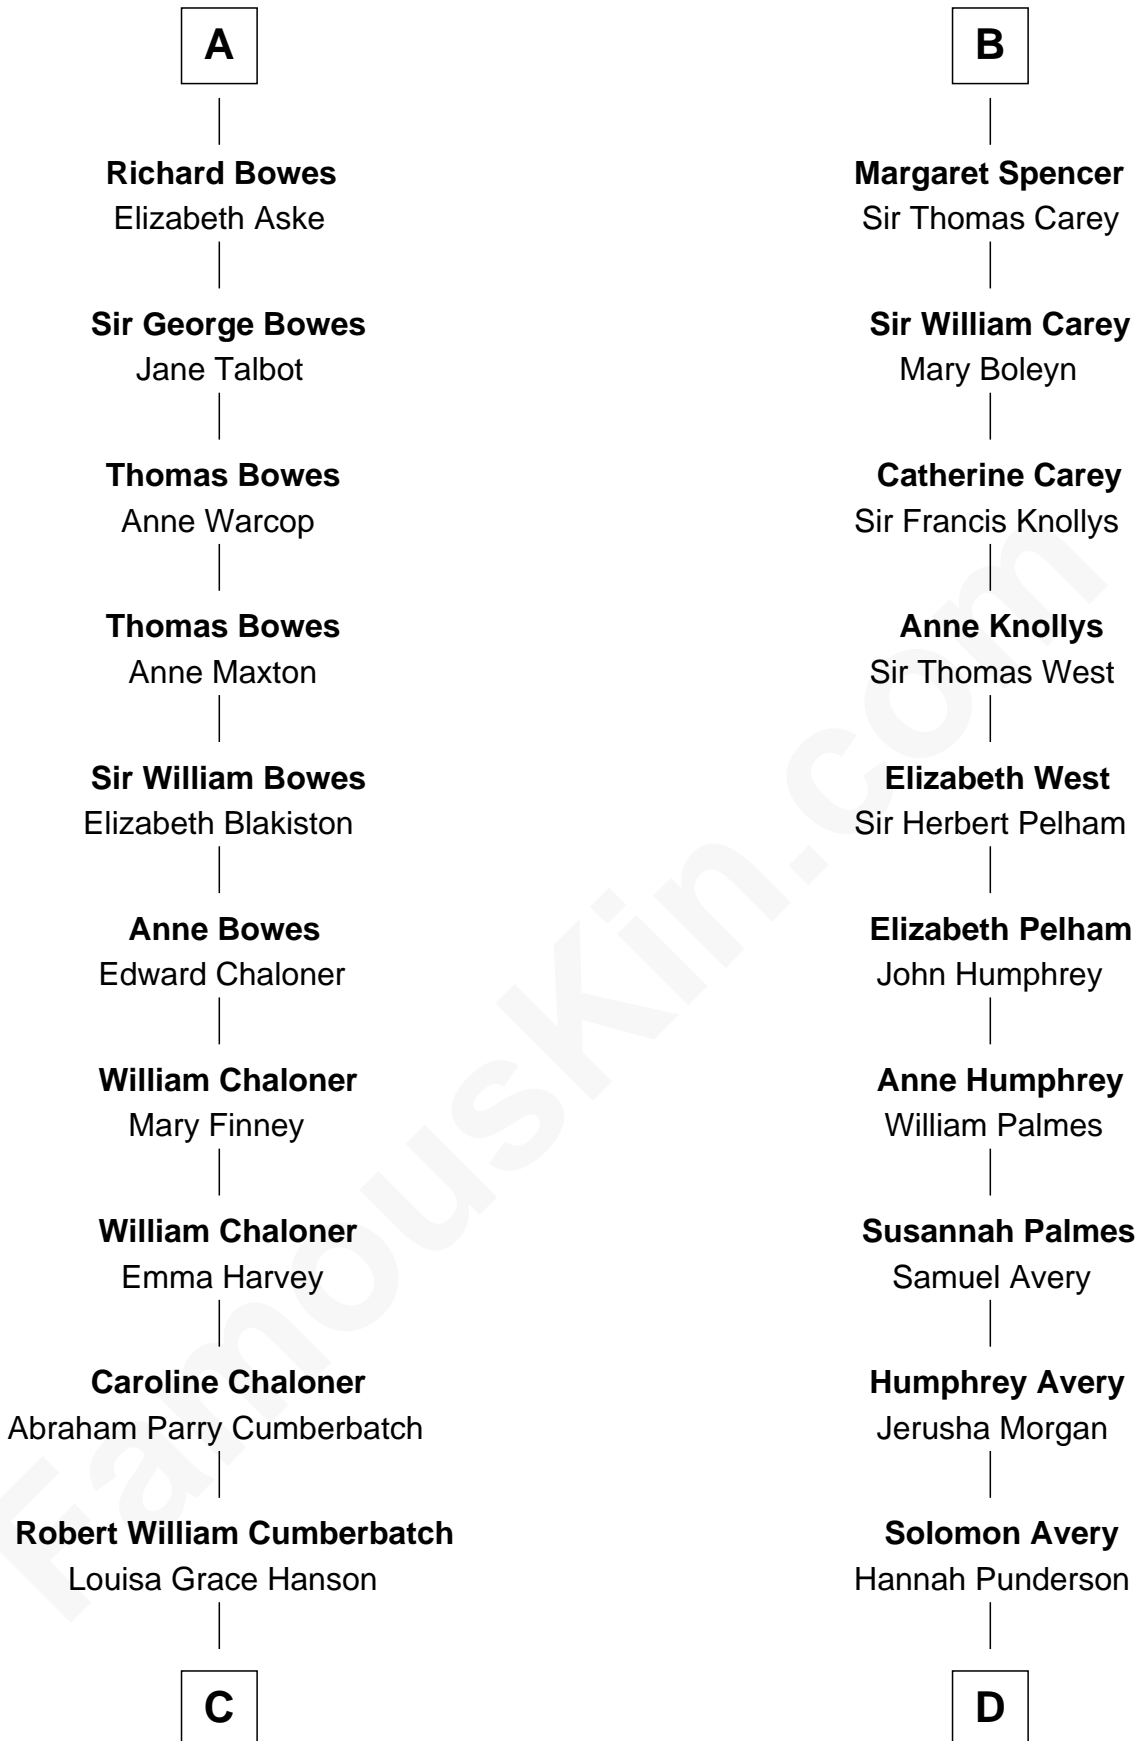 A
Richard Bowes
Elizabeth Aske
Sir George Bowes
Jane Talbot
Thomas Bowes
Anne Warcop
Thomas Bowes
Anne Maxton
Sir William Bowes
Elizabeth Blakiston
Anne Bowes
Edward Chaloner
William Chaloner
Mary Finney
William Chaloner
Emma Harvey
Caroline Chaloner
Abraham Parry Cumberbatch
Robert William Cumberbatch
Louisa Grace Hanson
C
B
Margaret Spencer
Sir Thomas Carey
Sir William Carey
Mary Boleyn
Catherine Carey
Sir Francis Knollys
Anne Knollys
Sir Thomas West
Elizabeth West
Sir Herbert Pelham
Elizabeth Pelham
John Humphrey
Anne Humphrey
William Palmes
Susannah Palmes
Samuel Avery
Humphrey Avery
Jerusha Morgan
Solomon Avery
Hannah Punderson
D
FamousKin.com